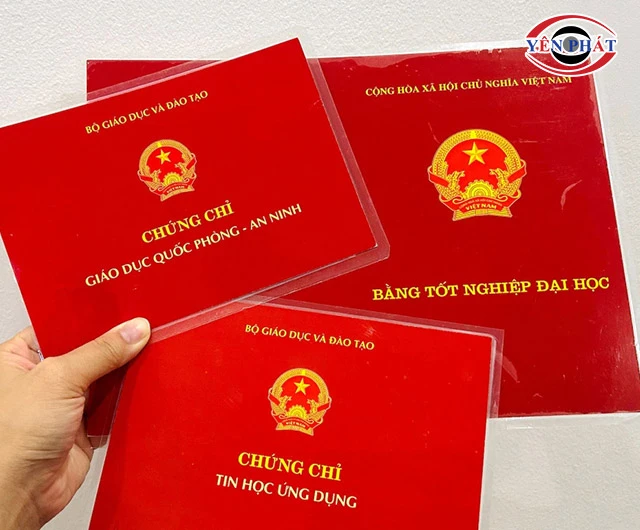 YÊN PHÁT
BỘ GIÁO DỤC VÀ ĐÀO TẠO
CHỨNG CHỈ
GIÁO DỤC QUỐC PHÒNG - AN NINH
CỘNG HÒA XÃ HỘI CHỦ NGHĨA VIỆT NAM
VIỆT NAM
BẰNG TỐT NGHIỆP ĐẠI HỌC
BỘ GIÁO DỤC VÀ ĐÀO TẠO
CHỨNG CHỈ
TIN HỌC ỨNG DỤNG